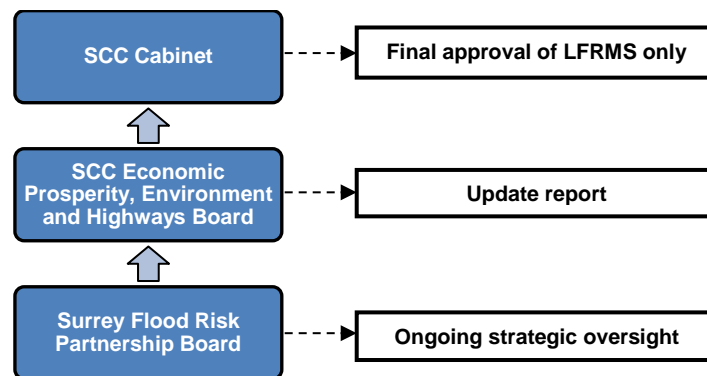 SCC Cabinet
Final approval of LFRMS only
SCC Economic
Prosperity, Environment
and Highways Board
Update report
Surrey Flood Risk
Partnership Board
Ongoing strategic oversight